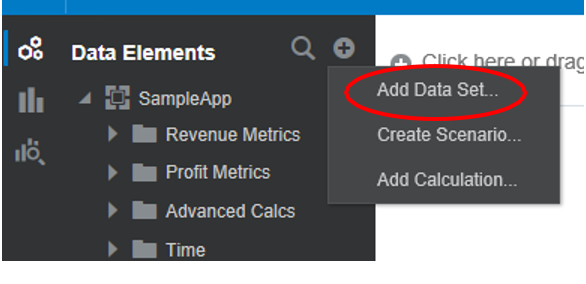 Data Elements
Click here or drag
SampleApp
Revenue Metrics
Profit Metrics
Advanced Calcs
Time
Add Data Set...
Create Scenario...
Add Calculation...